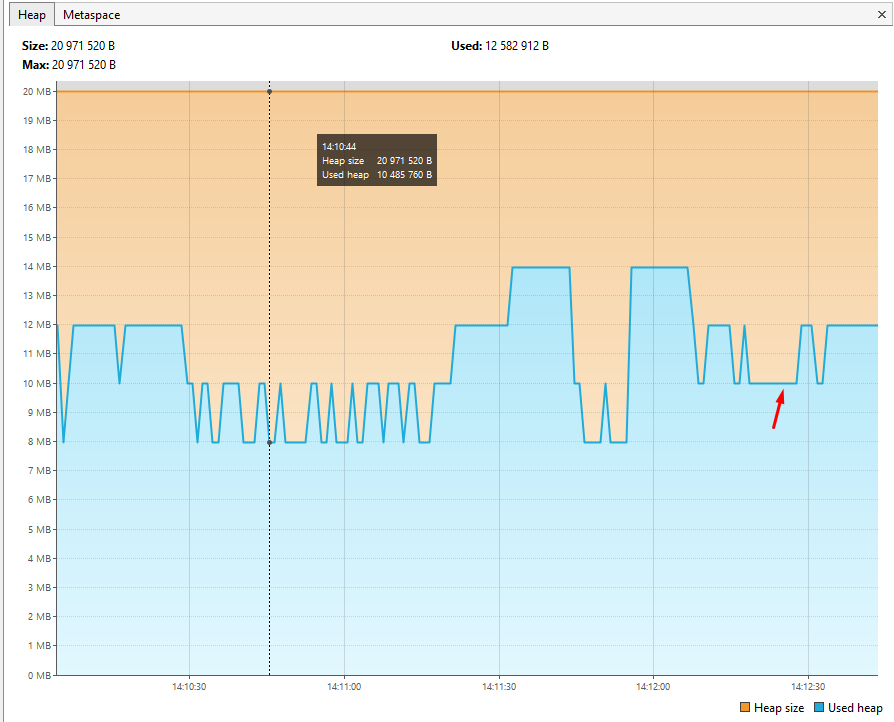 Heap Metaspace ×
Size: 20 971 520 B Used: 12 582 912 B
Max: 20 971 520 B
20 MB
19 MB
18 MB
17 MB
16 MB
15 MB
14 MB
13 MB
12 MB
11 MB
10 MB
9 MB
8 MB
7 MB
6 MB
5 MB
4 MB
3 MB
2 MB
1 MB
0 MB
14:10:44
Heap size 20 971 520 B
Used heap 10 485 760 B
14:10:30 14:11:00 14:11:30 14:12:00 14:12:30
Heap size Used heap